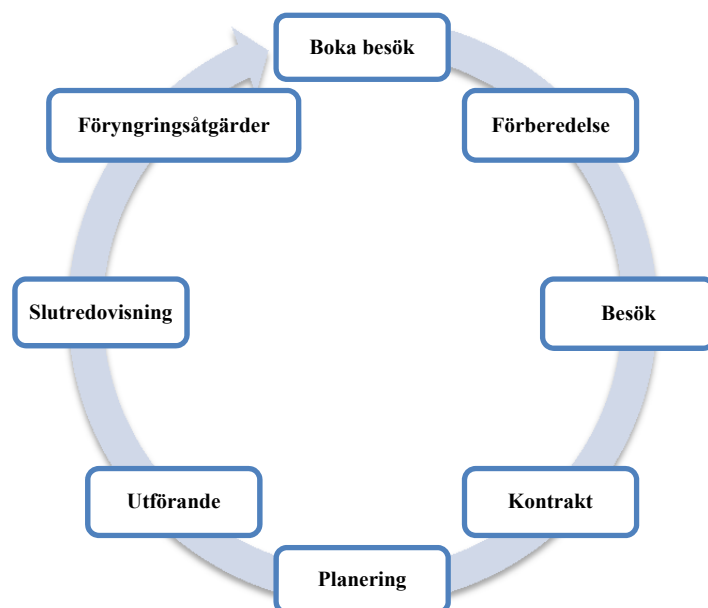 Boka besök
Förberedelse
Besök
Kontrakt
Planering
Utförande
Slutredovisning
Föryngringsåtgärder